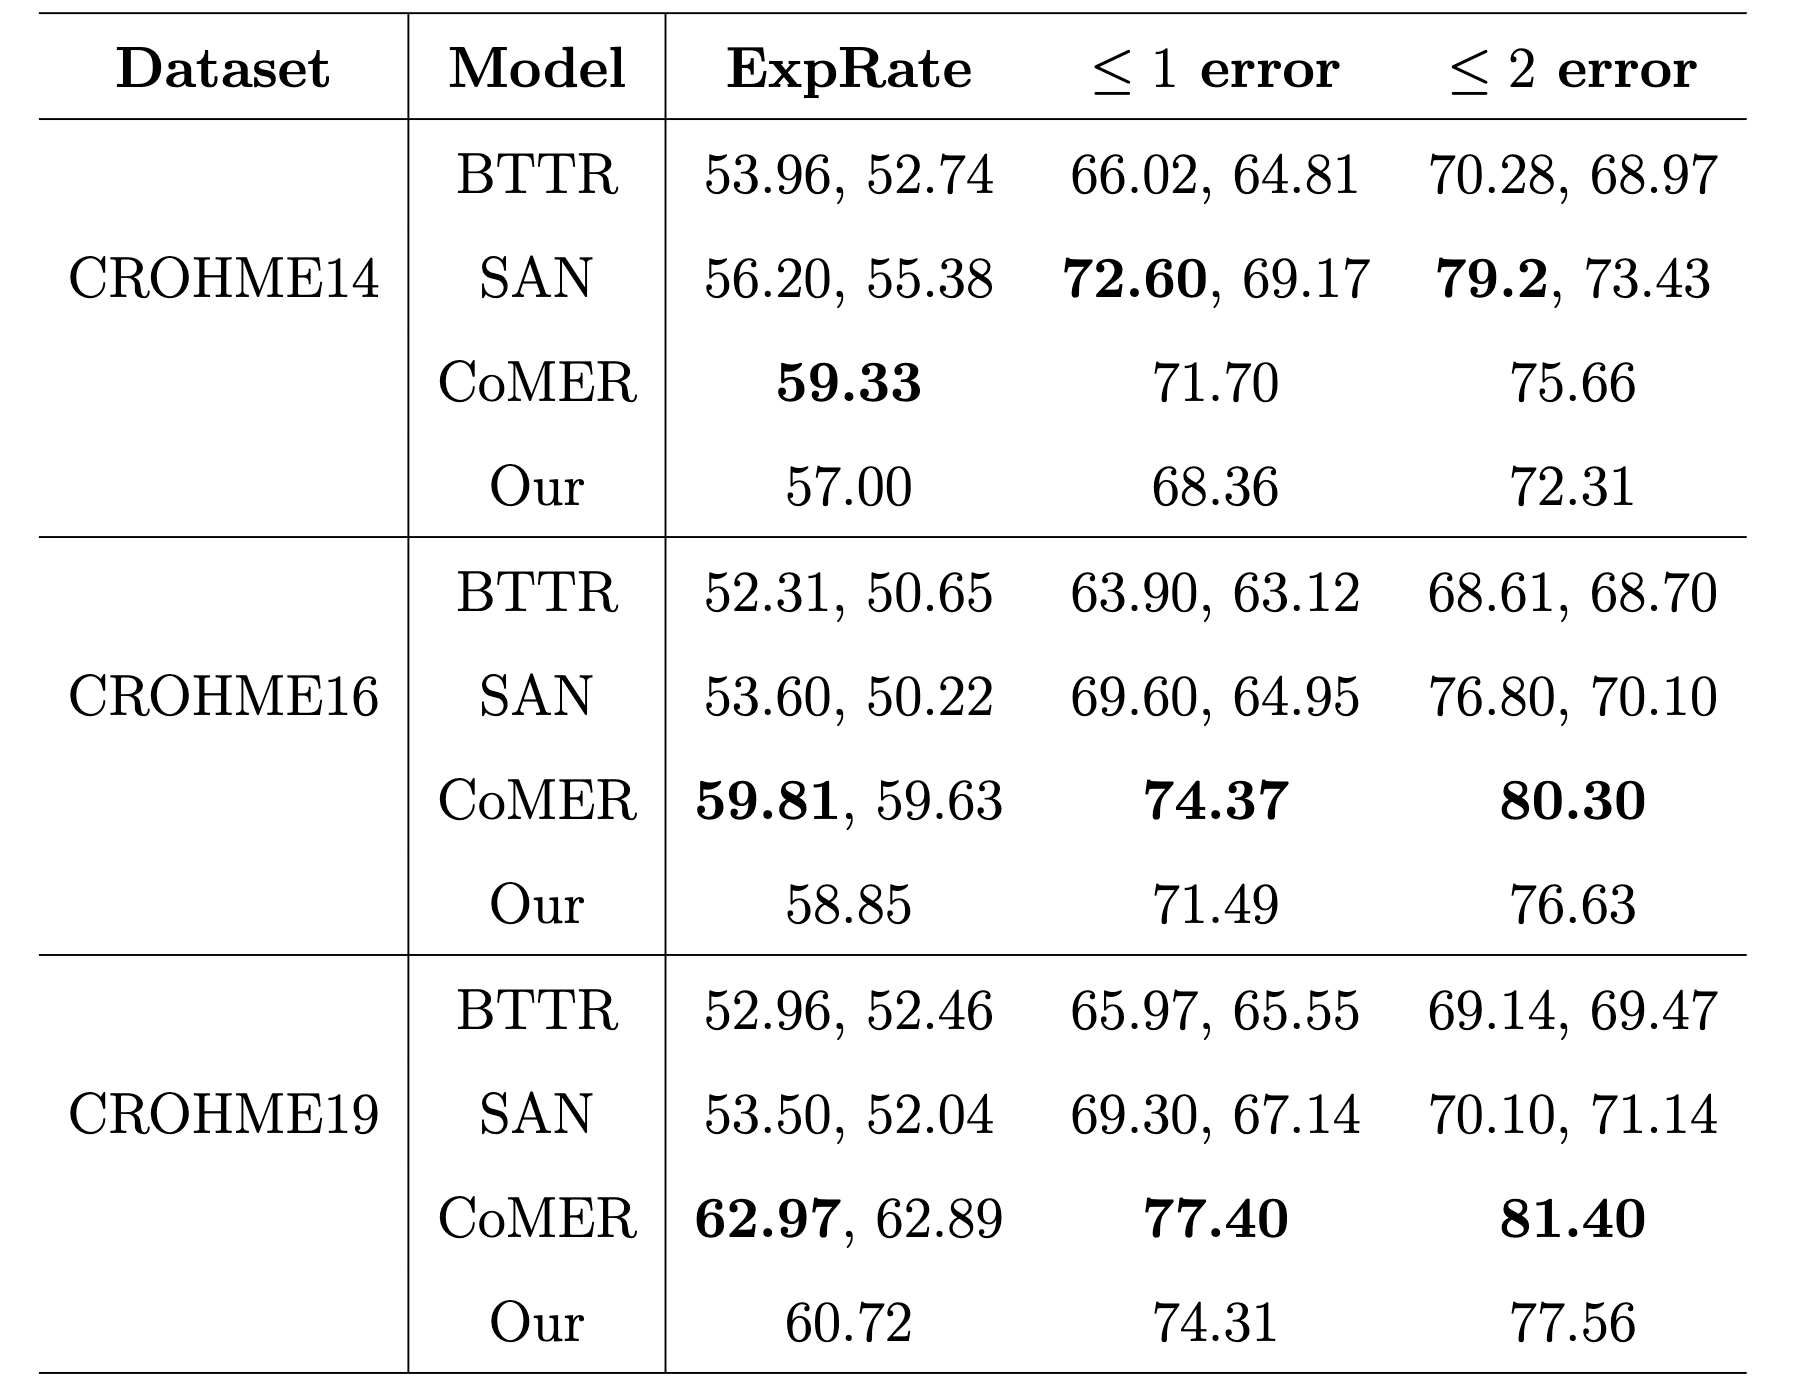 Dataset Model ExpRate ≤ 1 error ≤ 2 error
BTTR 53.96, 52.74 66.02, 64.81 70.28, 68.97
CROHME14 SAN 56.20, 55.38 72.60, 69.17 79.2, 73.43
CoMER 59.33 71.70 75.66
Our 57.00 68.36 72.31
BTTR 52.31, 50.65 63.90, 63.12 68.61, 68.70
CROHME16 SAN 53.60, 50.22 69.60, 64.95 76.80, 70.10
CoMER 59.81, 59.63 74.37 80.30
Our 58.85 71.49 76.63
BTTR 52.96, 52.46 65.97, 65.55 69.14, 69.47
CROHME19 SAN 53.50, 52.04 69.30, 67.14 70.10, 71.14
CoMER 62.97, 62.89 77.40 81.40
Our 60.72 74.31 77.56